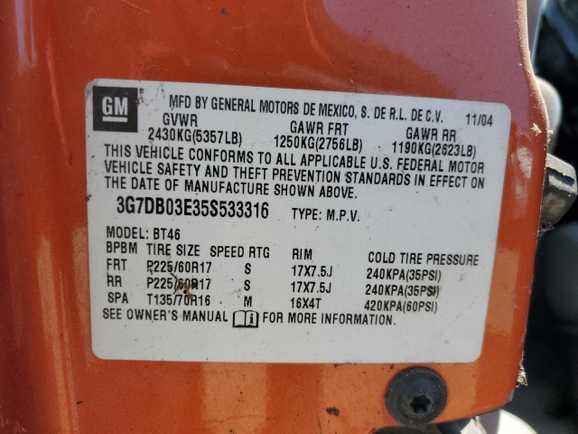 GM MFD BY GENERAL MOTORS DE MEXICO, S. DE R.L. DE C.V. 11/04
GVWR GAWR FRT GAWR RR
2430KG(5357LB) 1250KG(2756LB) 1190KG(2623LB)
THIS VEHICLE CONFORMS TO ALL APPLICABLE U.S. FEDERAL MOTOR
VEHICLE SAFETY AND THEFT PREVENTION STANDARDS IN EFFECT ON
THE DATE OF MANUFACTURE SHOWN ABOVE.
3G7DB03E35S533316 TYPE: M.P.V.
MODEL: BT46
BPBM TIRE SIZE SPEED RTG RIM COLD TIRE PRESSURE
FRT P225/60R17 S 17X7.5J 240KPA(35PSI)
RR P225/60R17 S 17X7.5J 240KPA(35PSI)
SPA T135/70R16 M 16X4T 420KPA(60PSI)
SEE OWNER'S MANUAL FOR MORE INFORMATION.